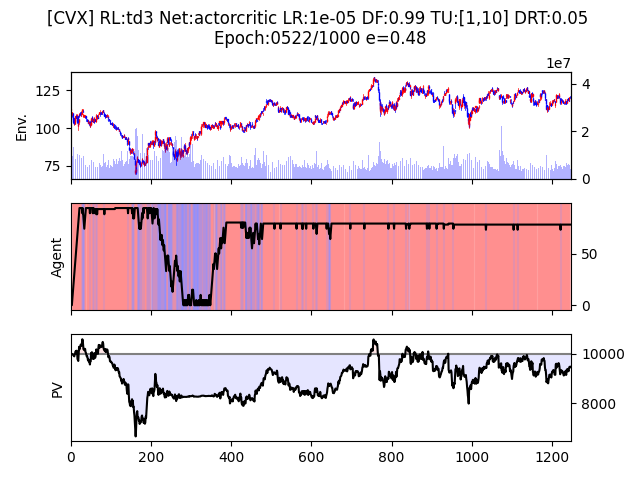 [CVX] RL:td3 Net:actorcritic LR:1e-05 DF:0.99 TU:[1,10] DRT:0.05
Epoch:0522/1000 e=0.48
1e7
125
100
75
Env.
4
2
0
Agent
50
0
PV
10000
8000
0 200 400 600 800 1000 1200